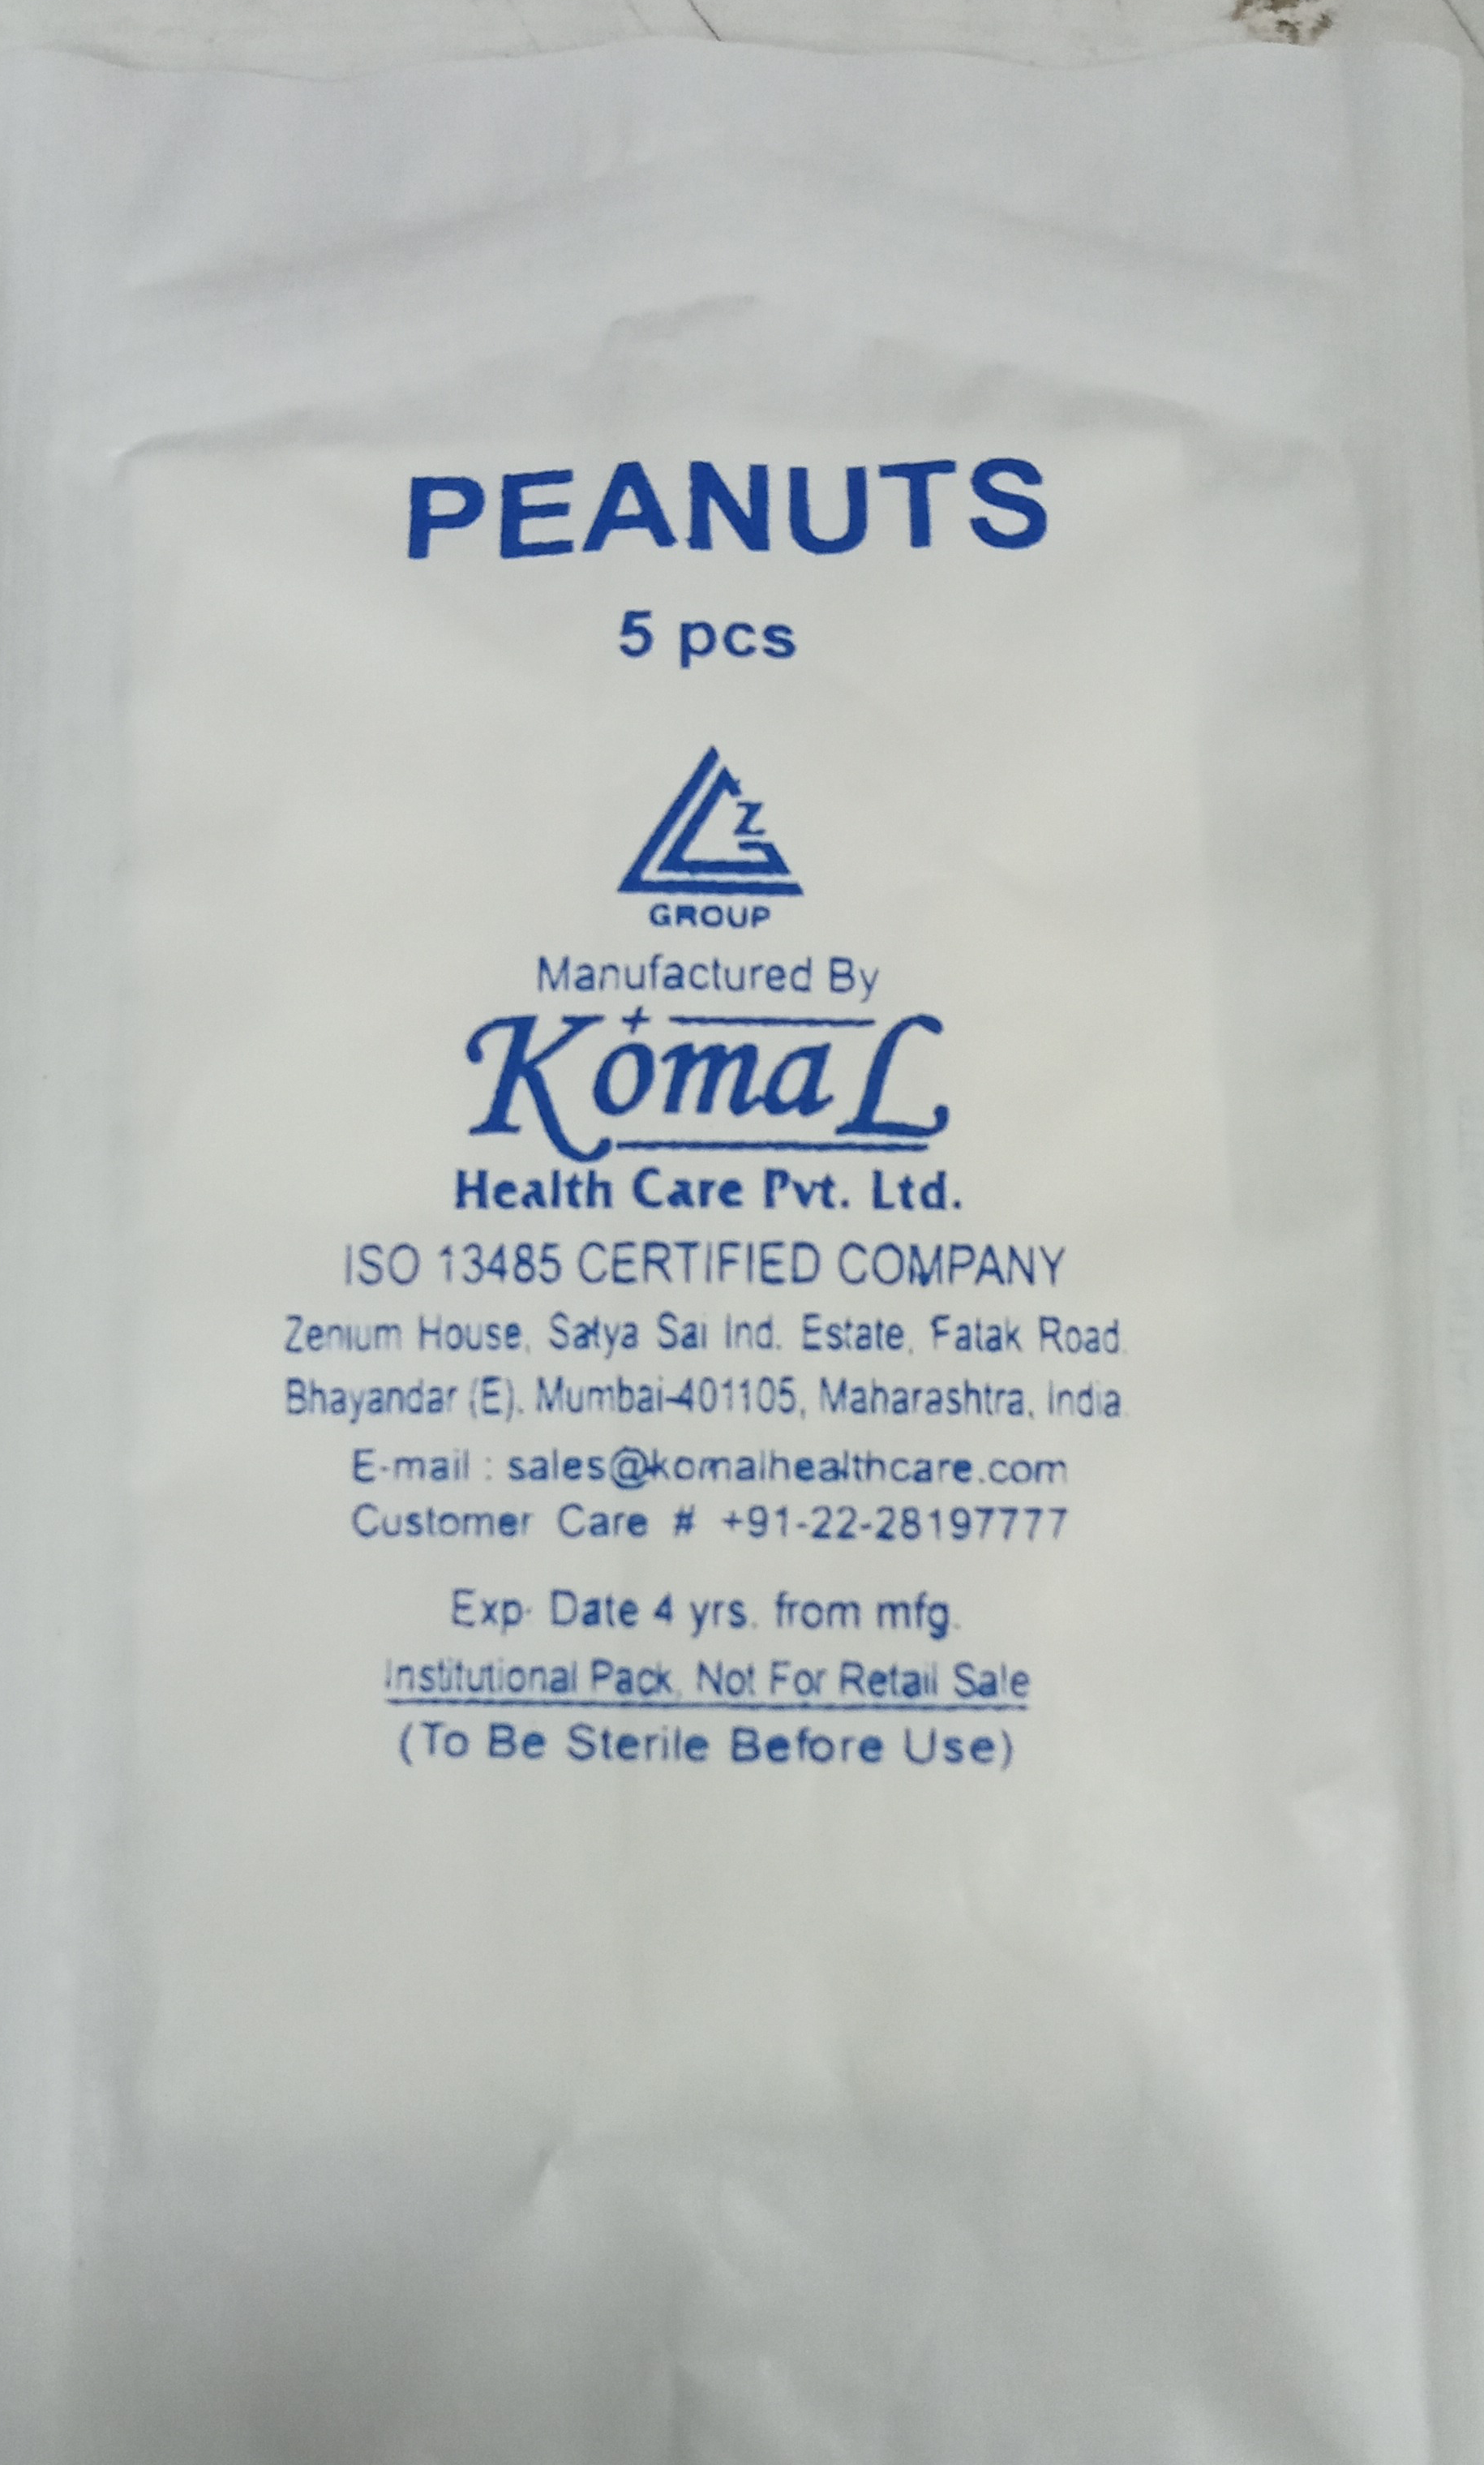 PEANUTS
5 pcs
Z
GROUP
Manufactured By
KomaL
Health Care Pvt. Ltd.
ISO 13485 CERTIFIED COMPANY
Zenium House, Satya Sai Ind. Estate, Fatak Road,
Bhayandar (E), Mumbai-401105, Maharashtra, India.
E-mail : sales@komalhealthcare.com
Customer Care # +91-22-28197777
Exp. Date 4 yrs. from mfg.
Institutional Pack, Not For Retail Sale
(To Be Sterile Before Use)